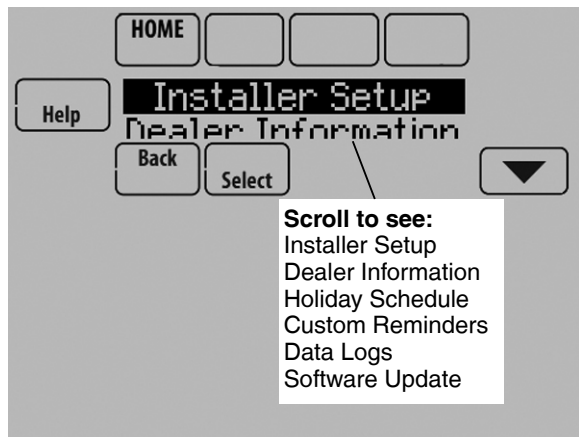 HOME
Help
Installer Setup
Dealer Information
Back
Select
Scroll to see:
Installer Setup
Dealer Information
Holiday Schedule
Custom Reminders
Data Logs
Software Update